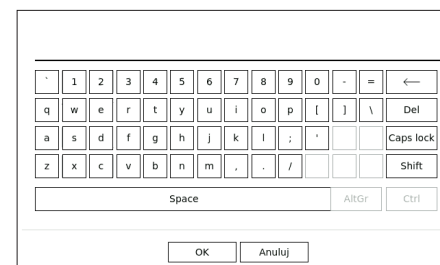 ` 1 2 3 4 5 6 7 8 9 0 - = ←
q w e r t y u i o p [ ] \ Del
a s d f g h j k l ; ' Caps lock
z x c v b n m , . / Shift
Space AltGr Ctrl
OK Anuluj